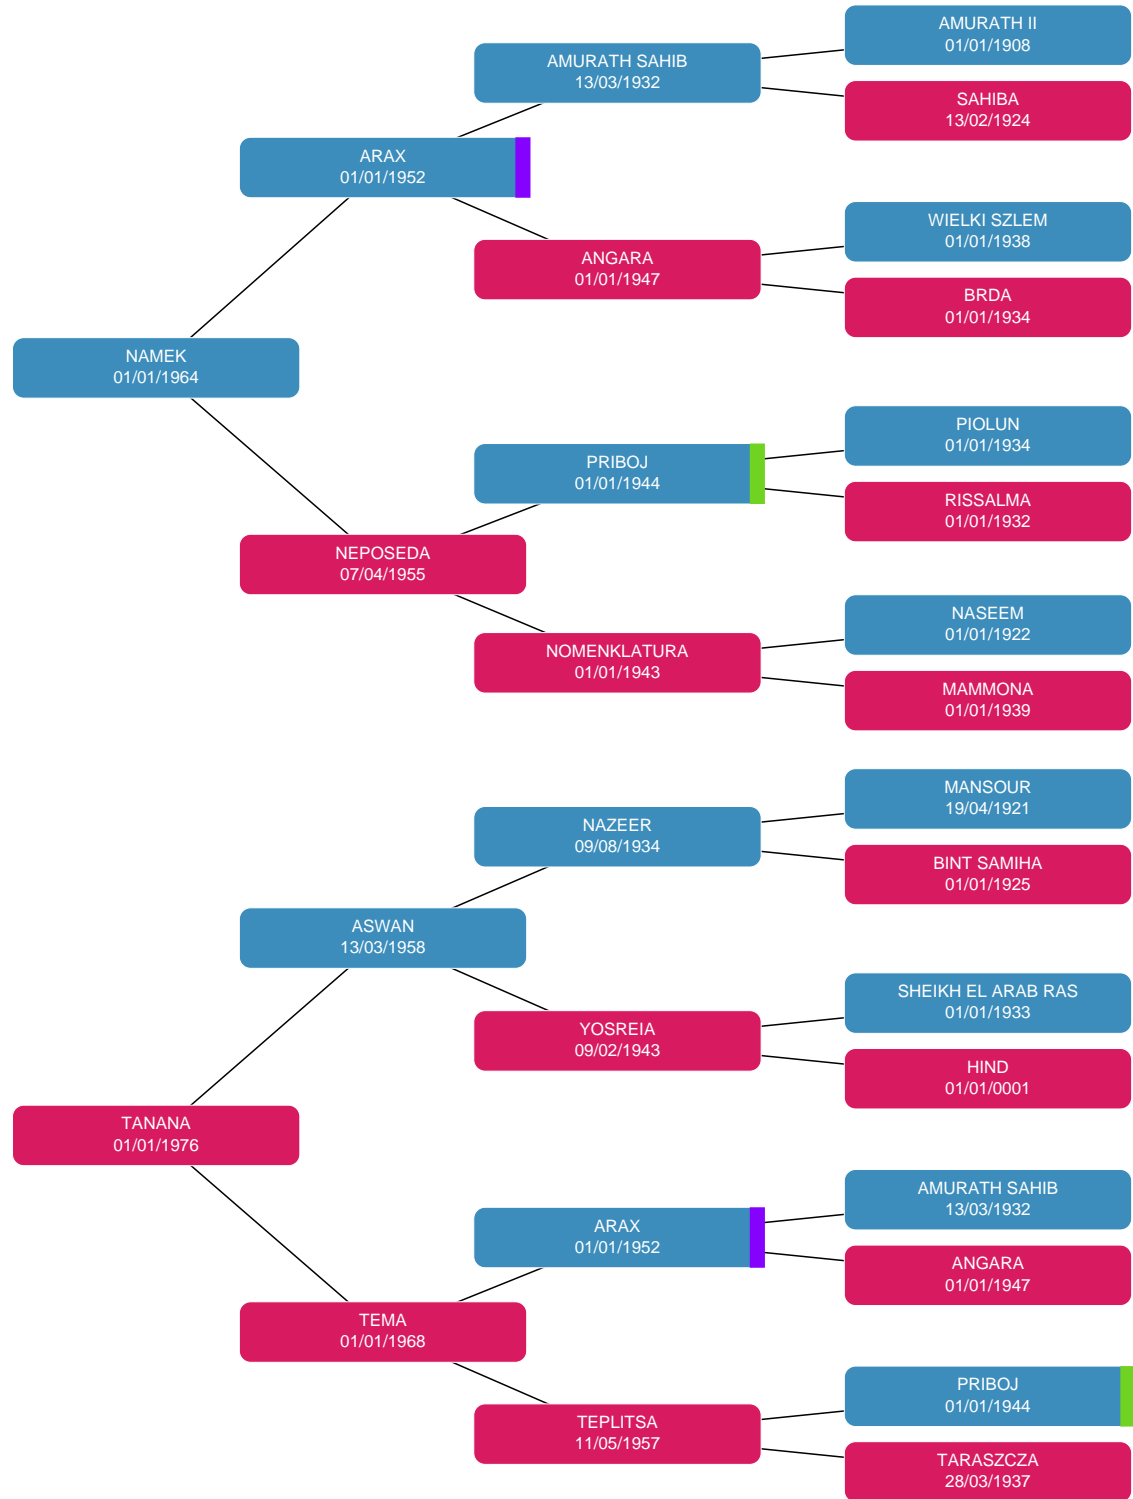 AMURATH II
01/01/1908
AMURATH SAHIB
13/03/1932
SAHIBA
13/02/1924
ARAX
01/01/1952
WIELKI SZLEM
01/01/1938
ANGARA
01/01/1947
BRDA
01/01/1934
NAMEK
01/01/1964
PIOLUN
01/01/1934
PRIBOJ
01/01/1944
RISSALMA
01/01/1932
NEPOSEDA
07/04/1955
NASEEM
01/01/1922
NOMENKLATURA
01/01/1943
MAMMONA
01/01/1939
MANSOUR
19/04/1921
NAZEER
09/08/1934
BINT SAMIHA
01/01/1925
ASWAN
13/03/1958
SHEIKH EL ARAB RAS
01/01/1933
YOSREIA
09/02/1943
HIND
01/01/0001
TANANA
01/01/1976
AMURATH SAHIB
13/03/1932
ARAX
01/01/1952
ANGARA
01/01/1947
TEMA
01/01/1968
PRIBOJ
01/01/1944
TEPLITSA
11/05/1957
TARASZCZA
28/03/1937